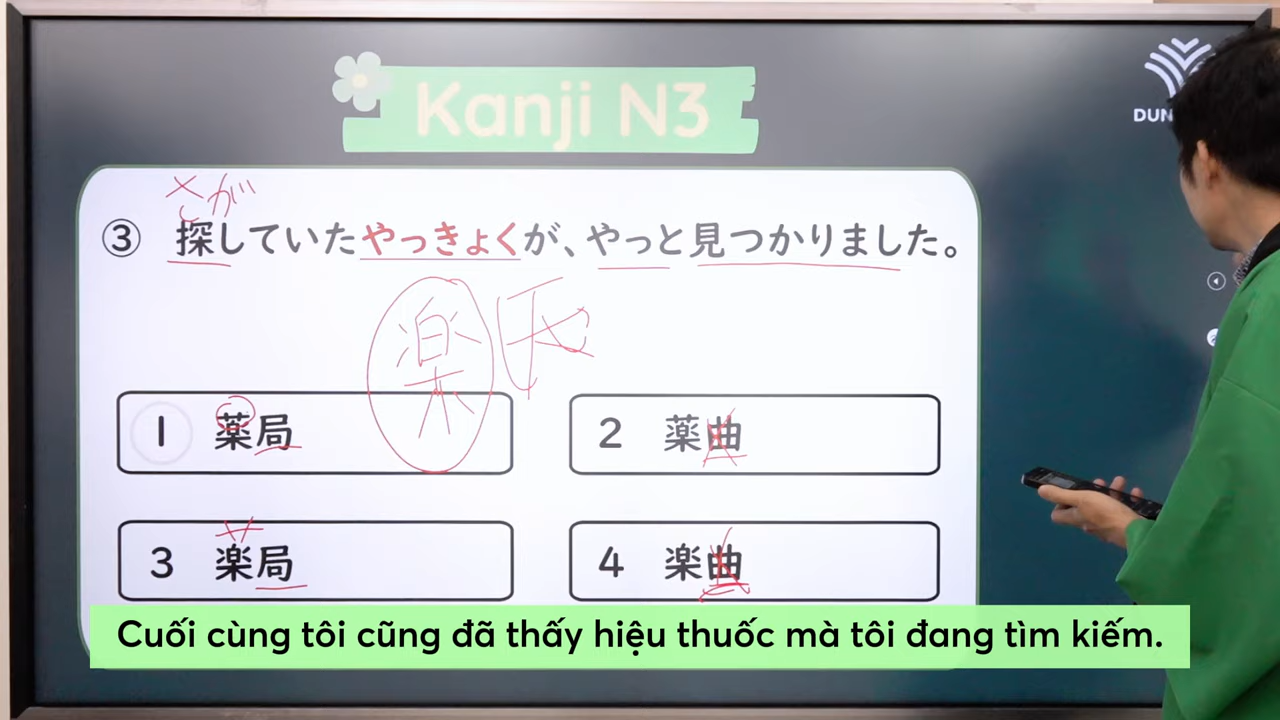 Kanji N3
DUN
さが
③ 探していたやっきょくが、やっと見つかりました。
楽
1 薬局
2 薬曲
3 楽局
4 楽曲
Cuối cùng tôi cũng đã thấy hiệu thuốc mà tôi đang tìm kiếm.